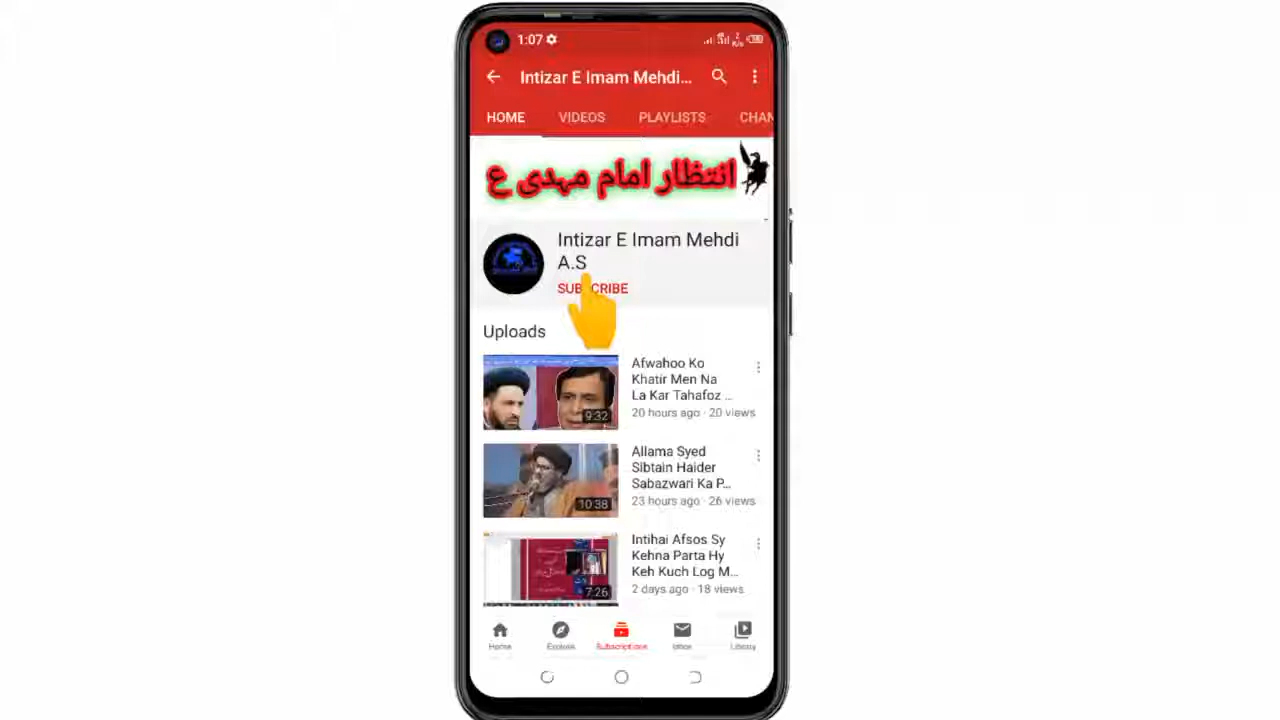 1:07
Intizar E Imam Mehdi...
HOME VIDEOS PLAYLISTS CHAN
انتظار امام مہدی ع
Intizar E Imam Mehdi
A.S
SUBSCRIBE
Uploads
Afwahoo Ko
Khatir Men Na
La Kar Tahafoz ...
20 hours ago · 20 views
9:32
Allama Syed
Sibtain Haider
Sabazwari Ka P...
23 hours ago · 26 views
10:38
Intihai Afsos Sy
Kehna Parta Hy
Keh Kuch Log M...
2 days ago · 18 views
7:26
Home Explore Subscriptions Inbox Library